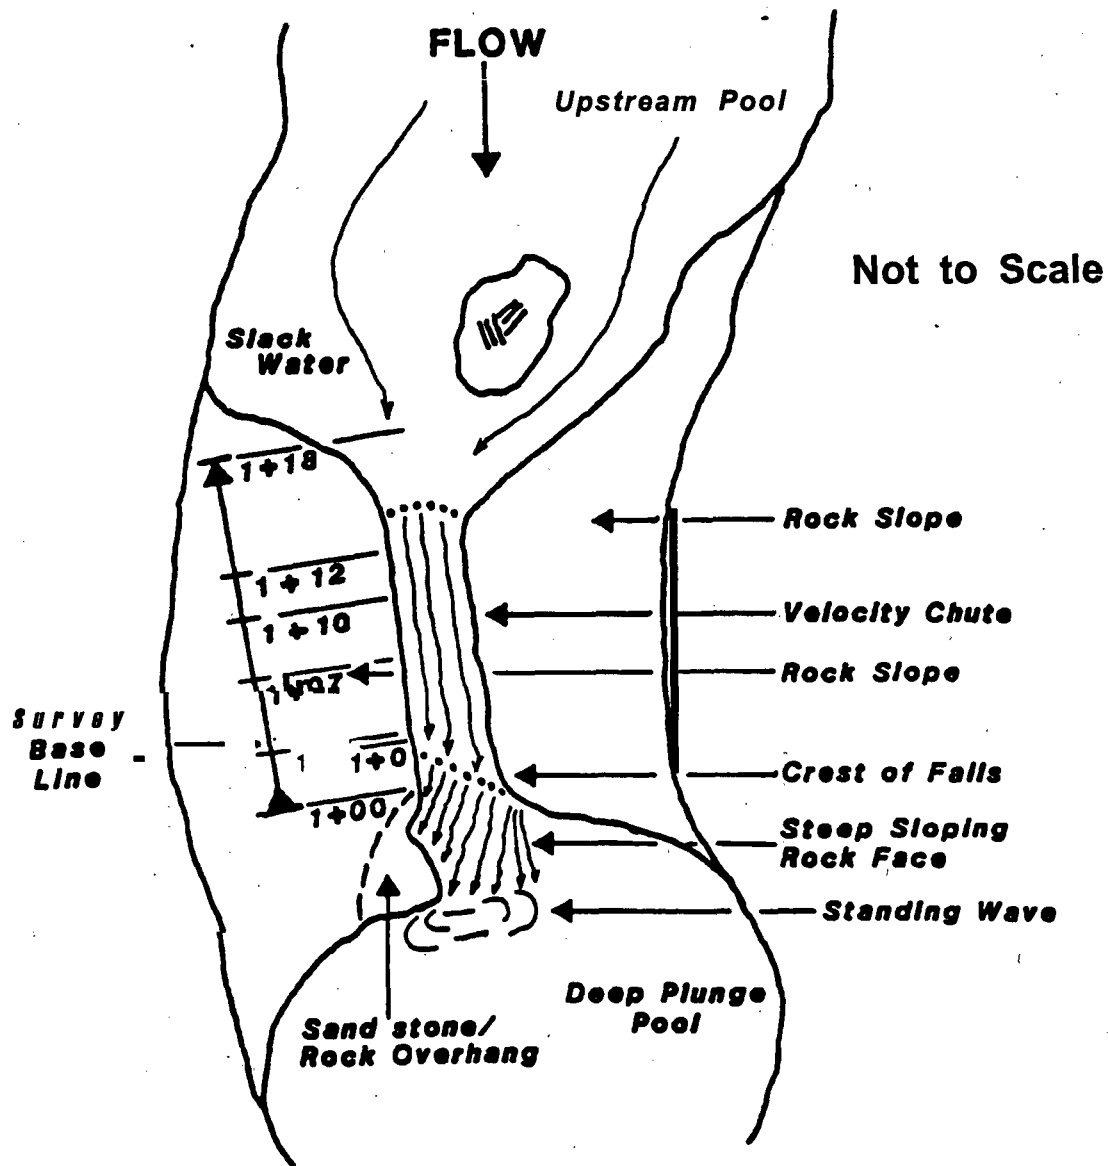 FLOW
Upstream Pool
Not to Scale
Slack
Water
1+18
Rock Slope
1+12
Velocity Chute
1+10
Rock Slope
Survey
Base
Line
1+0
Crest of Falls
1+00
Steep Sloping
Rock Face
Standing Wave
Deep Plunge
Pool
Sand stone/
Rock Overhang